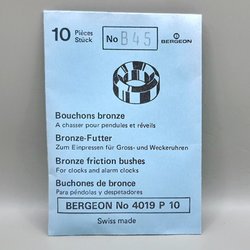 10 Pièces
Stück
No B45
BERGEON
Bouchons bronze
A chasser pour pendules et réveils
Bronze-Futter
Zum Einpressen für Gross- und Weckeruhren
Bronze friction bushes
For clocks and alarm clocks
Buchones de bronce
Para péndolas y despetadores
BERGEON No 4019 P 10
Swiss made